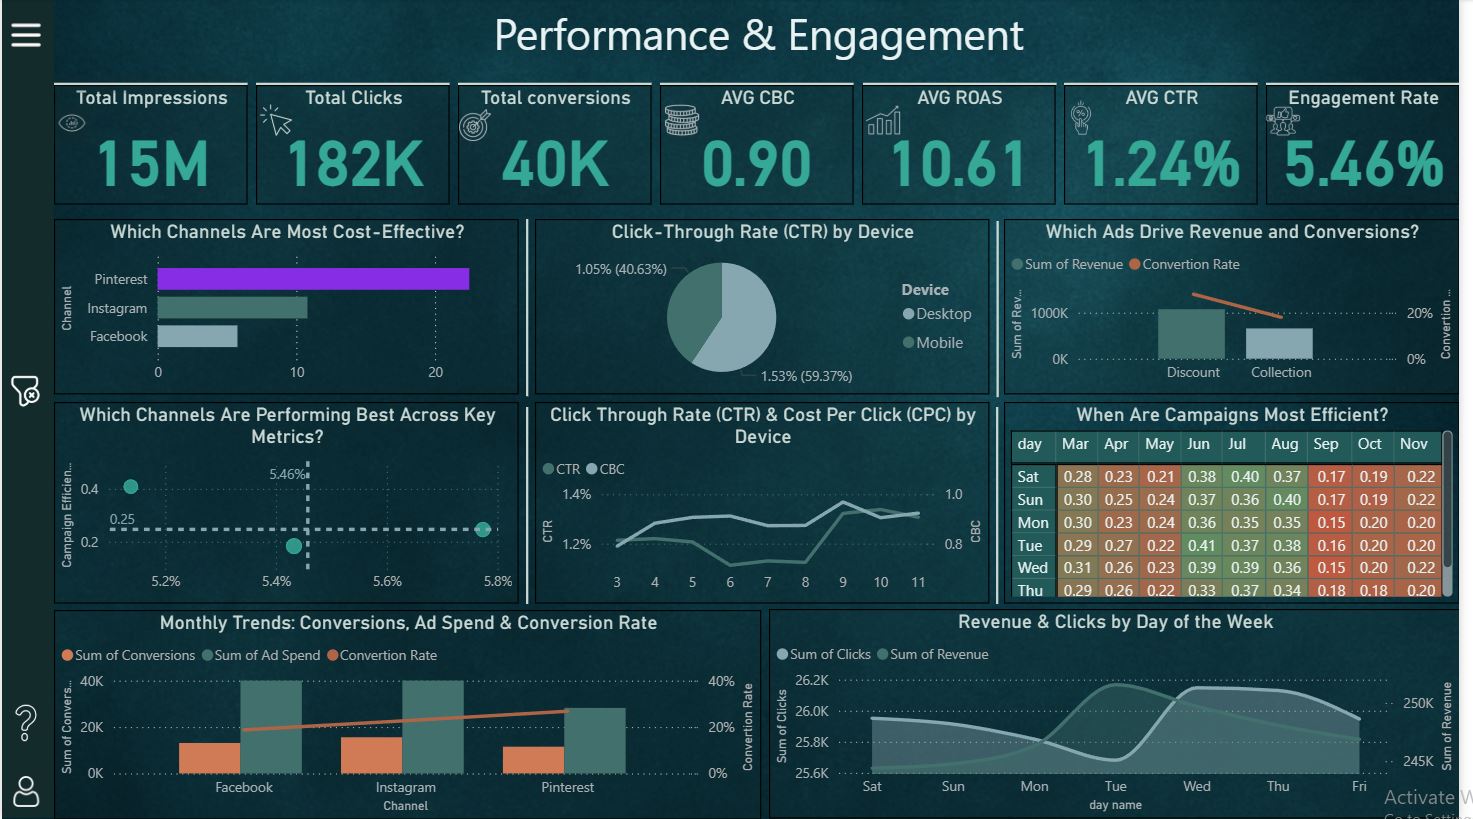 Performance & Engagement
Total Impressions
15M
Total Clicks
182K
Total conversions
40K
AVG CBC
0.90
AVG ROAS
10.61
AVG CTR
1.24%
Engagement Rate
5.46%
Which Channels Are Most Cost-Effective?
Channel
Pinterest
Instagram
Facebook
0 10 20
Click-Through Rate (CTR) by Device
1.05% (40.63%)
1.53% (59.37%)
Device
Desktop
Mobile
Which Ads Drive Revenue and Conversions?
Sum of Revenue Convertion Rate
Sum of Rev...
1000K
0K
Discount Collection
20%
0%
Convertion ...
Which Channels Are Performing Best Across Key
Metrics?
Campaign Efficien...
0.4
0.2
5.46%
0.25
5.2% 5.4% 5.6% 5.8%
Click Through Rate (CTR) & Cost Per Click (CPC) by
Device
CTR CBC
CTR
1.4%
1.2%
1.0
0.8
CBC
3 4 5 6 7 8 9 10 11
When Are Campaigns Most Efficient?
day Mar Apr May Jun Jul Aug Sep Oct Nov
Sat 0.28 0.23 0.21 0.38 0.40 0.37 0.17 0.19 0.22
Sun 0.30 0.25 0.24 0.37 0.36 0.40 0.17 0.19 0.22
Mon 0.30 0.23 0.24 0.36 0.35 0.35 0.15 0.20 0.20
Tue 0.29 0.27 0.22 0.41 0.37 0.38 0.16 0.20 0.20
Wed 0.31 0.26 0.23 0.39 0.39 0.36 0.15 0.20 0.22
Thu 0.29 0.26 0.22 0.33 0.37 0.34 0.18 0.18 0.20
Monthly Trends: Conversions, Ad Spend & Conversion Rate
Sum of Conversions Sum of Ad Spend Convertion Rate
Sum of Convers...
40K
20K
0K
40%
20%
0%
Convertion Rate
Facebook Instagram Pinterest
Channel
Revenue & Clicks by Day of the Week
Sum of Clicks Sum of Revenue
Sum of Clicks
26.2K
26.0K
25.8K
25.6K
250K
245K
Sum of Revenue
Sat Sun Mon Tue Wed Thu Fri
day name
Activate W